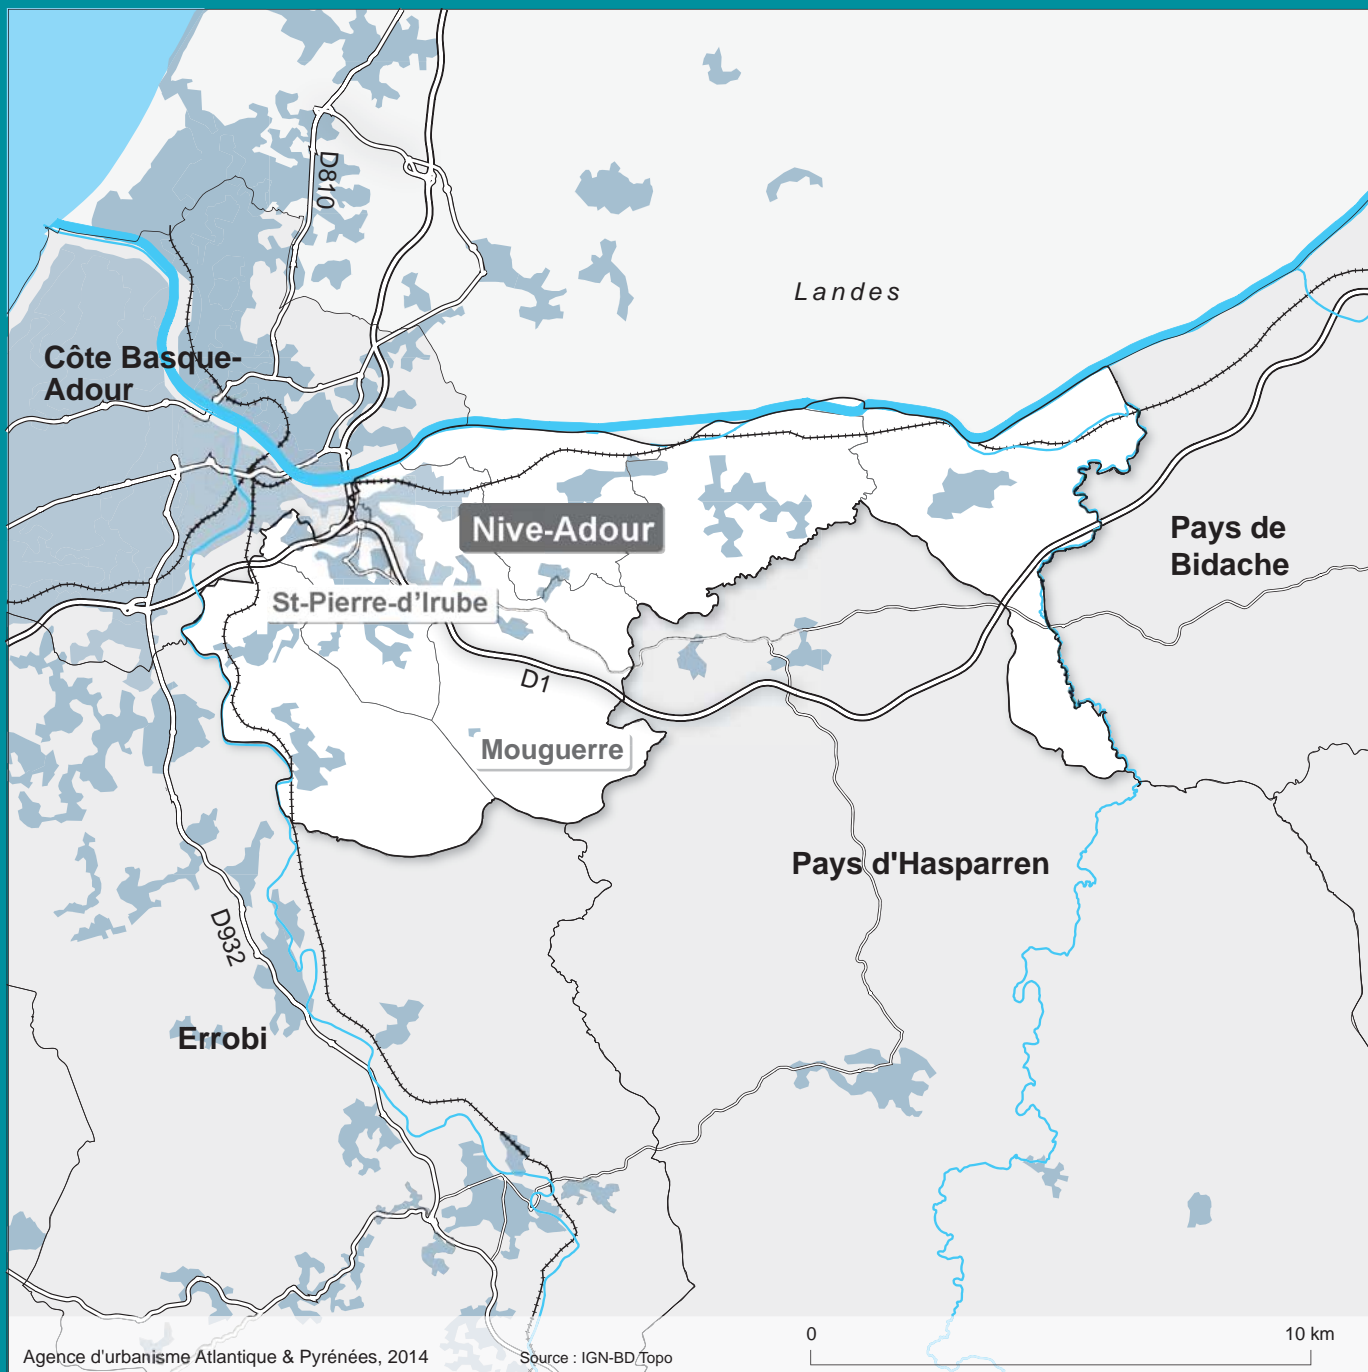 D810
Landes
Côte Basque-
Adour
Nive-Adour
Pays de
Bidache
St-Pierre-d'Irube
D1
Mouguerre
Pays d'Hasparren
D932
Errobi
0
10 km
Agence d'urbanisme Atlantique & Pyrénées, 2014
Source : IGN-BD Topo